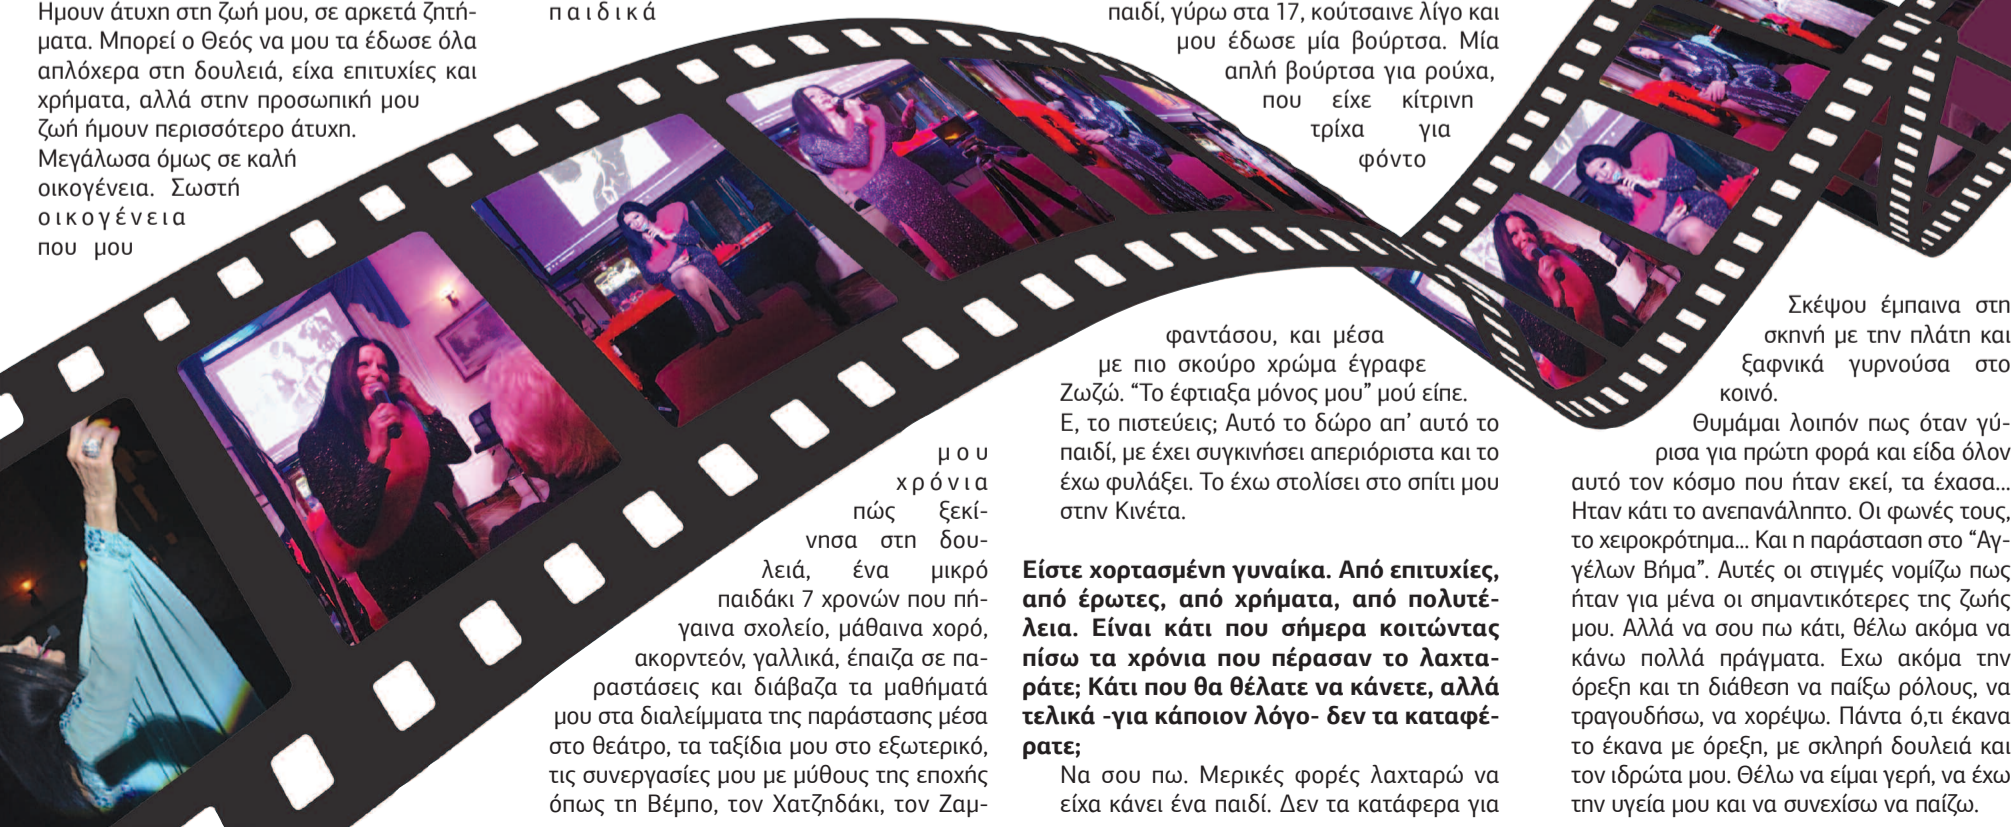 Ημουν άτυχη στη ζωή μου, σε αρκετά ζητή-
ματα. Μπορεί ο Θεός να μου τα έδωσε όλα
απλόχερα στη δουλειά, είχα επιτυχίες και
χρήματα, αλλά στην προσωπική μου
ζωή ήμουν περισσότερο άτυχη.
Μεγάλωσα όμως σε καλή
οικογένεια. Σωστή
οικογένεια
που μου
παιδικά
μου
χρόνια
πώς ξεκί-
νησα στη δου-
λειά, ένα μικρό
παιδάκι 7 χρονών που πή-
γαινα σχολείο, μάθαινα χορό,
ακορντεόν, γαλλικά, έπαιζα σε πα-
ραστάσεις και διάβαζα τα μαθήματά
μου στα διαλείμματα της παράστασης μέσα
στο θέατρο, τα ταξίδια μου στο εξωτερικό,
τις συνεργασίες μου με μύθους της εποχής
όπως τη Βέμπο, τον Χατζηδάκι, τον Ζαμ-
παιδί, γύρω στα 17, κούτσαινε λίγο και
μου έδωσε μία βούρτσα. Μία
απλή βούρτσα για ρούχα,
που είχε κίτρινη
τρίχα για
φόντο
φαντάσου, και μέσα
με πιο σκούρο χρώμα έγραφε
Ζωζώ. “Το έφτιαξα μόνος μου” μού είπε.
Ε, το πιστεύεις; Αυτό το δώρο απ’ αυτό το
παιδί, με έχει συγκινήσει απεριόριστα και το
έχω φυλάξει. Το έχω στολίσει στο σπίτι μου
στην Κινέτα.
Είστε χορτασμένη γυναίκα. Από επιτυχίες,
από έρωτες, από χρήματα, από πολυτέ-
λεια. Είναι κάτι που σήμερα κοιτώντας
πίσω τα χρόνια που πέρασαν το λαχτα-
ράτε; Κάτι που θα θέλατε να κάνετε, αλλά
τελικά -για κάποιον λόγο- δεν τα καταφέ-
ρατε;
Να σου πω. Μερικές φορές λαχταρώ να
είχα κάνει ένα παιδί. Δεν τα κατάφερα για
Σκέψου έμπαινα στη
σκηνή με την πλάτη και
ξαφνικά γυρνούσα στο
κοινό.
Θυμάμαι λοιπόν πως όταν γύ-
ρισα για πρώτη φορά και είδα όλον
αυτό τον κόσμο που ήταν εκεί, τα έχασα...
Ηταν κάτι το ανεπανάληπτο. Οι φωνές τους,
το χειροκρότημα... Και η παράσταση στο “Αγ-
γέλων Βήμα”. Αυτές οι στιγμές νομίζω πως
ήταν για μένα οι σημαντικότερες της ζωής
μου. Αλλά να σου πω κάτι, θέλω ακόμα να
κάνω πολλά πράγματα. Εχω ακόμα την
όρεξη και τη διάθεση να παίξω ρόλους, να
τραγουδήσω, να χορέψω. Πάντα ό,τι έκανα
το έκανα με όρεξη, με σκληρή δουλειά και
τον ιδρώτα μου. Θέλω να είμαι γερή, να έχω
την υγεία μου και να συνεχίσω να παίζω.